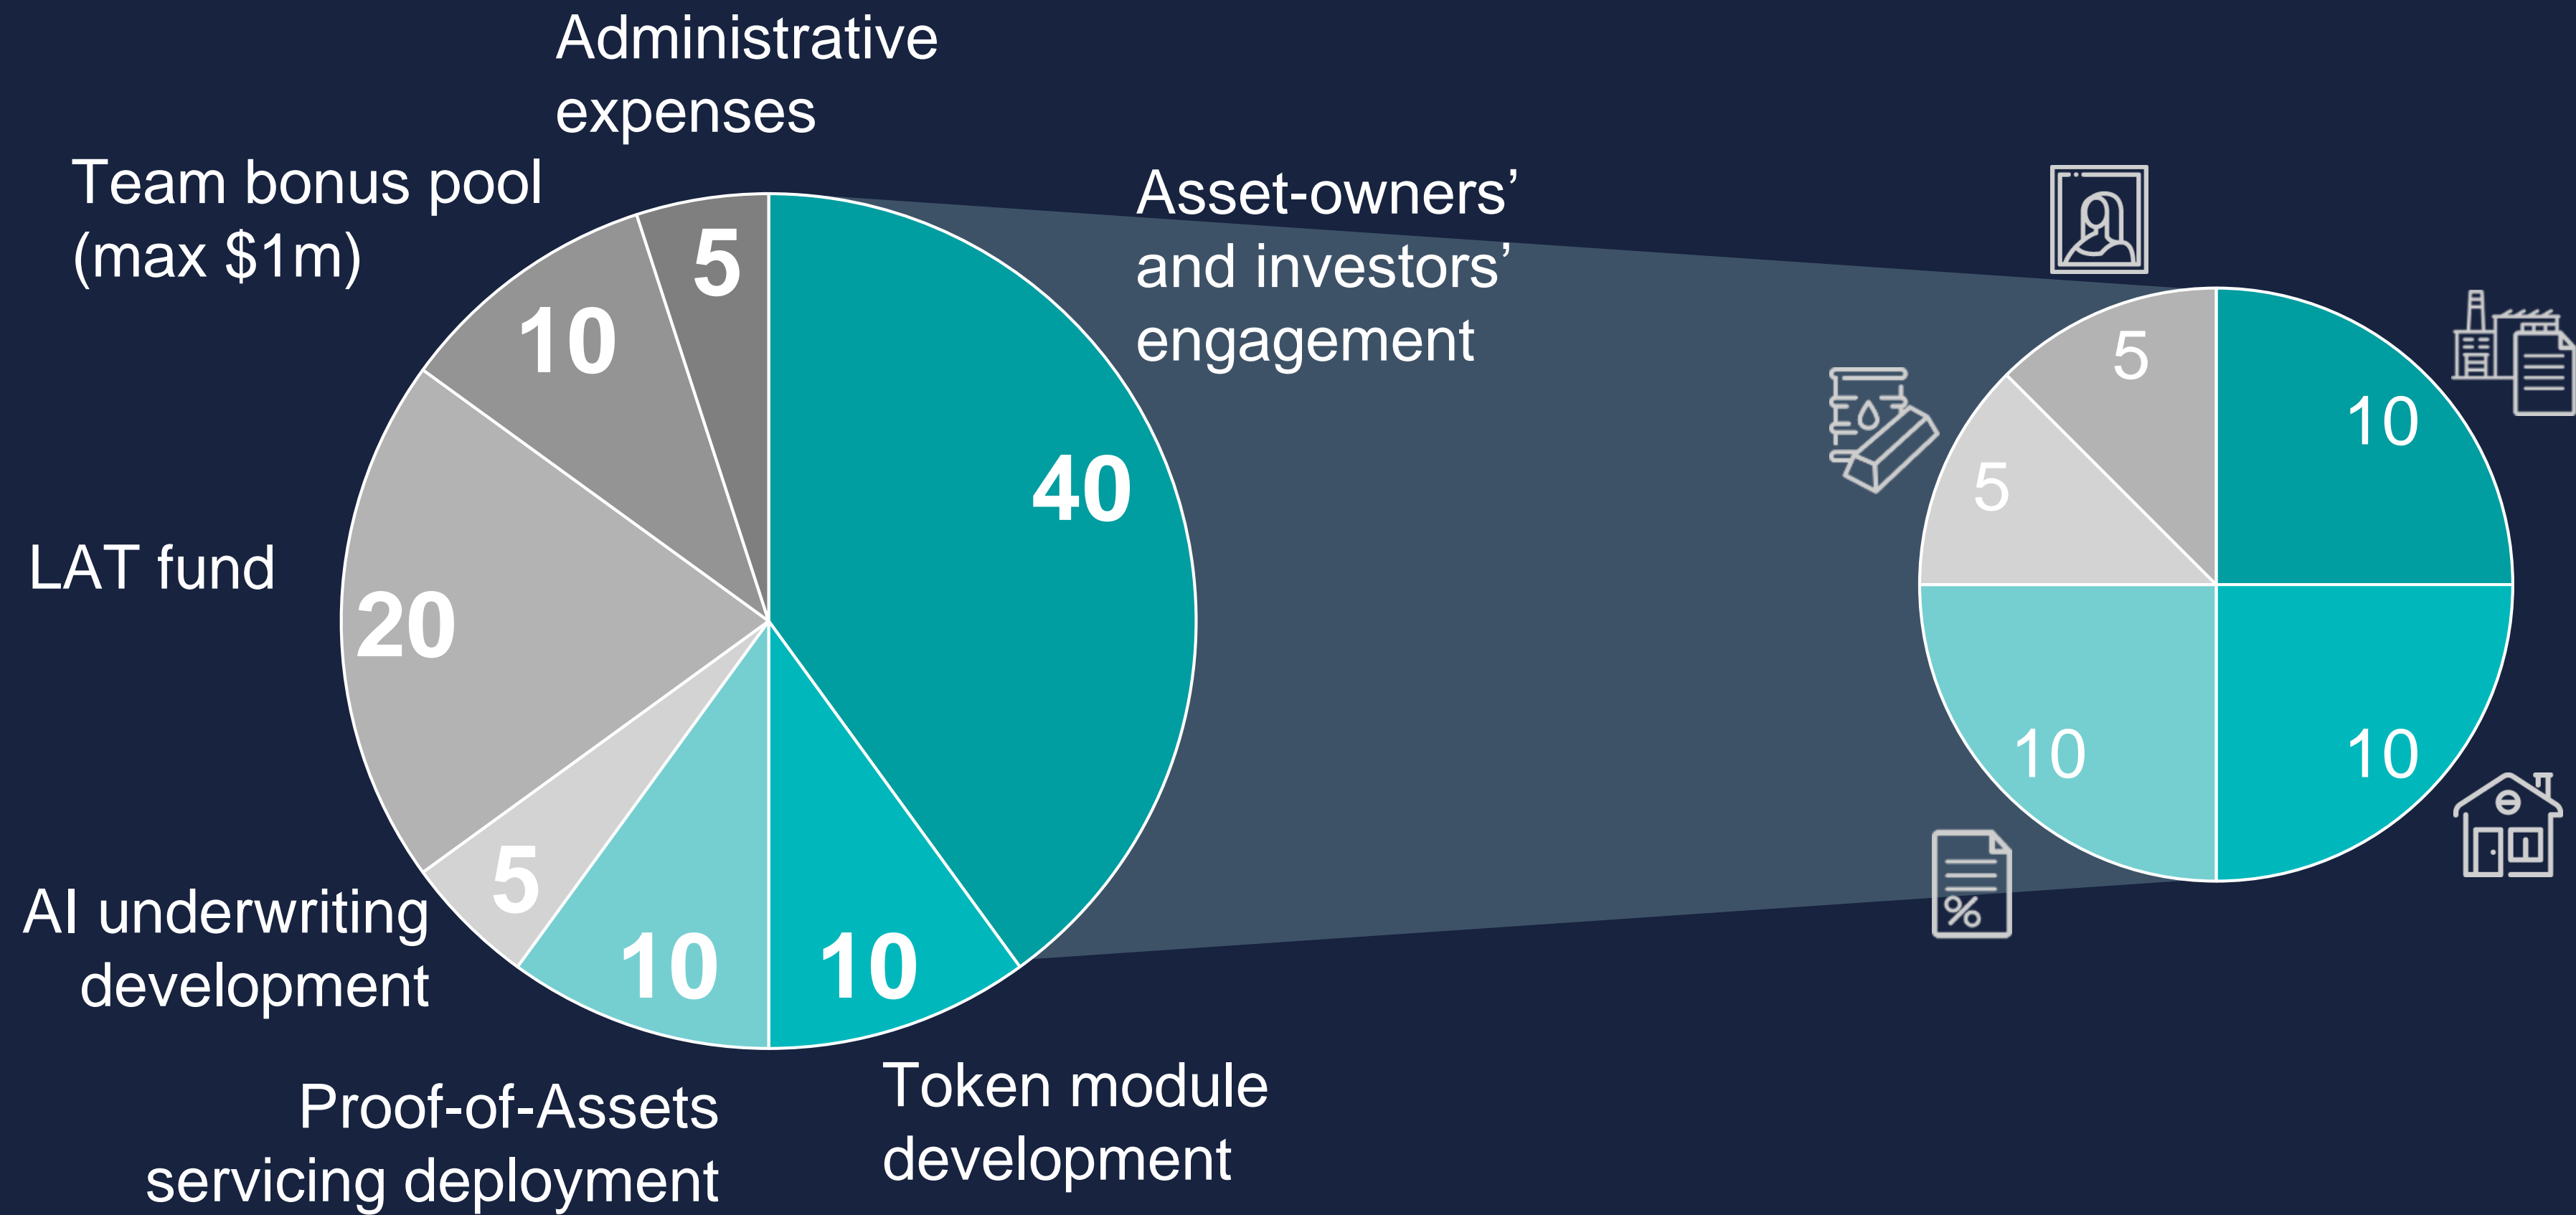 Administrative
expenses
Team bonus pool
(max $1m)
Asset-owners’
and investors’
engagement
5
10
40
20
5
10
10
LAT fund
AI underwriting
development
Proof-of-Assets
servicing deployment
Token module
development
5
10
5
10
10
%